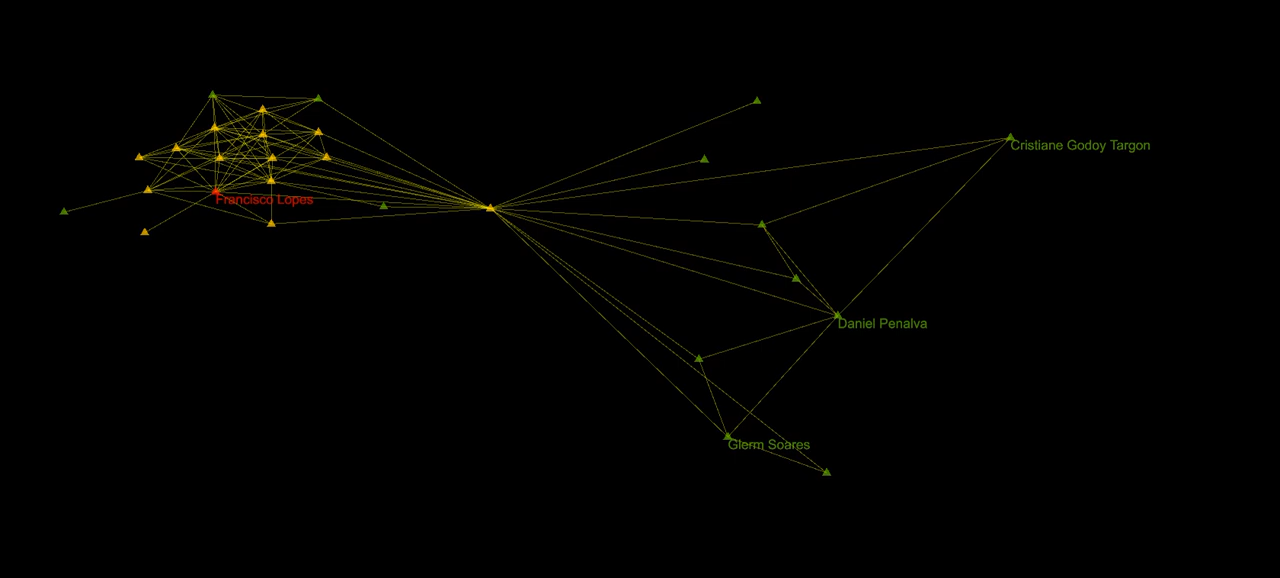 Cristiane Godoy Targon
Francisco Lopes
Daniel Penalva
Glerm Soares